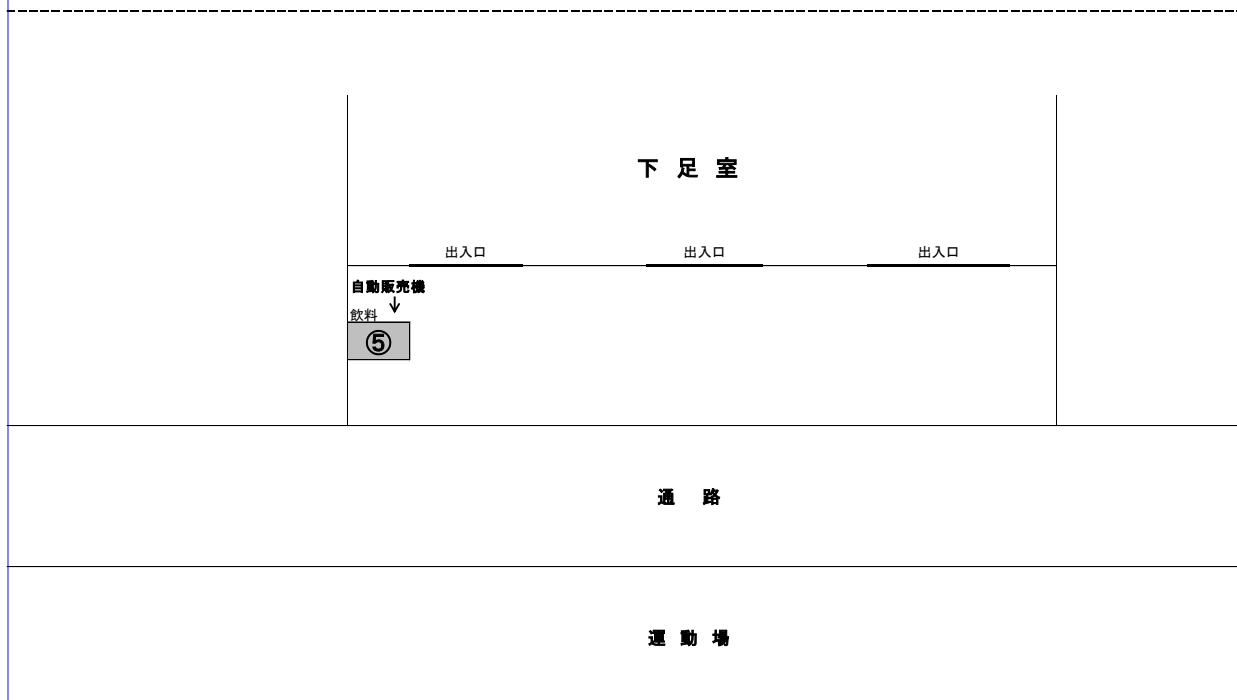 下 足 室
出入口
出入口
出入口
自動販売機
飲料
⑤
通 路
運 動 場